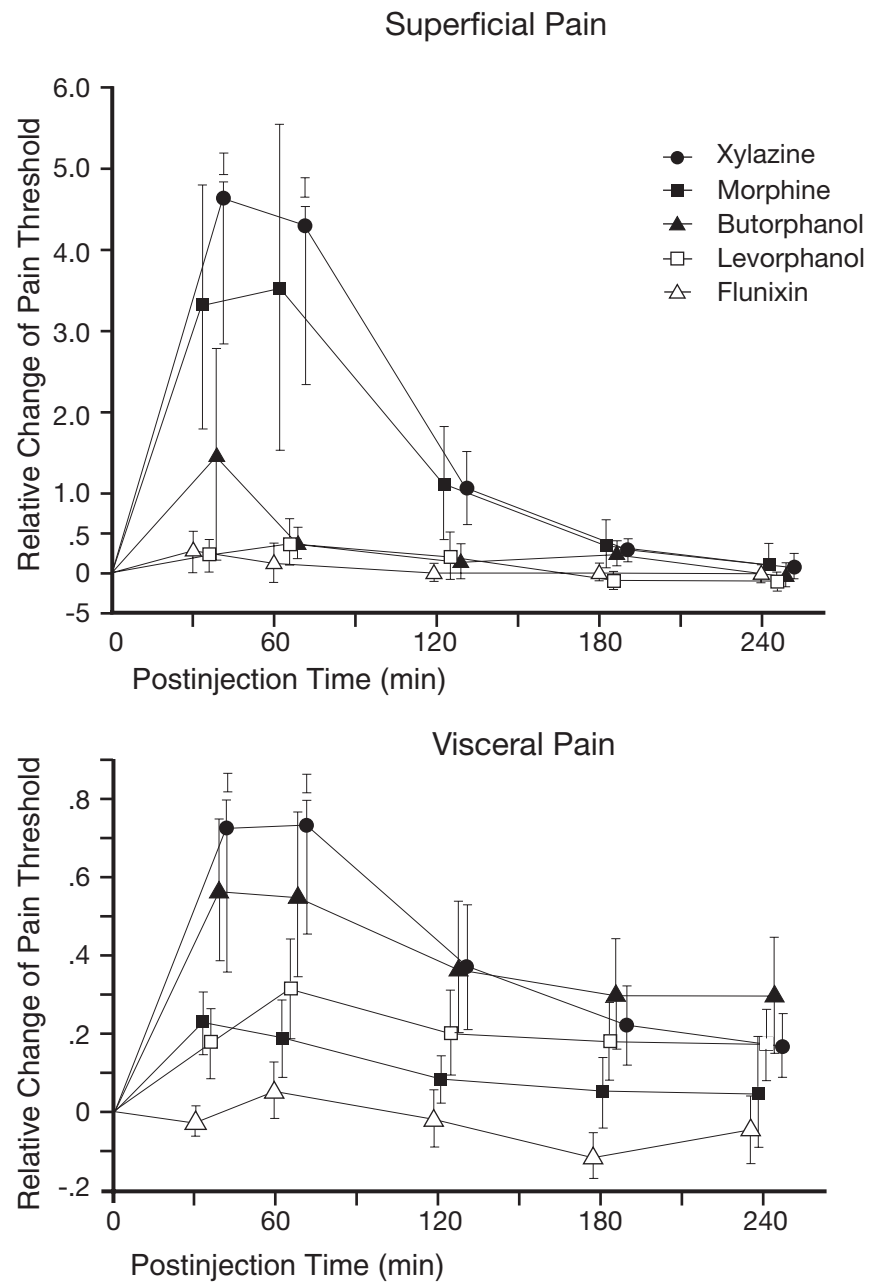 Superficial Pain
Relative Change of Pain Threshold
6.0
5.0
4.0
3.0
2.0
1.0
.5
0
-5
Xylazine
Morphine
Butorphanol
Levorphanol
Flunixin
0 60 120 180 240
Postinjection Time (min)
Visceral Pain
Relative Change of Pain Threshold
.8
.6
.4
.2
0
-.2
0 60 120 180 240
Postinjection Time (min)